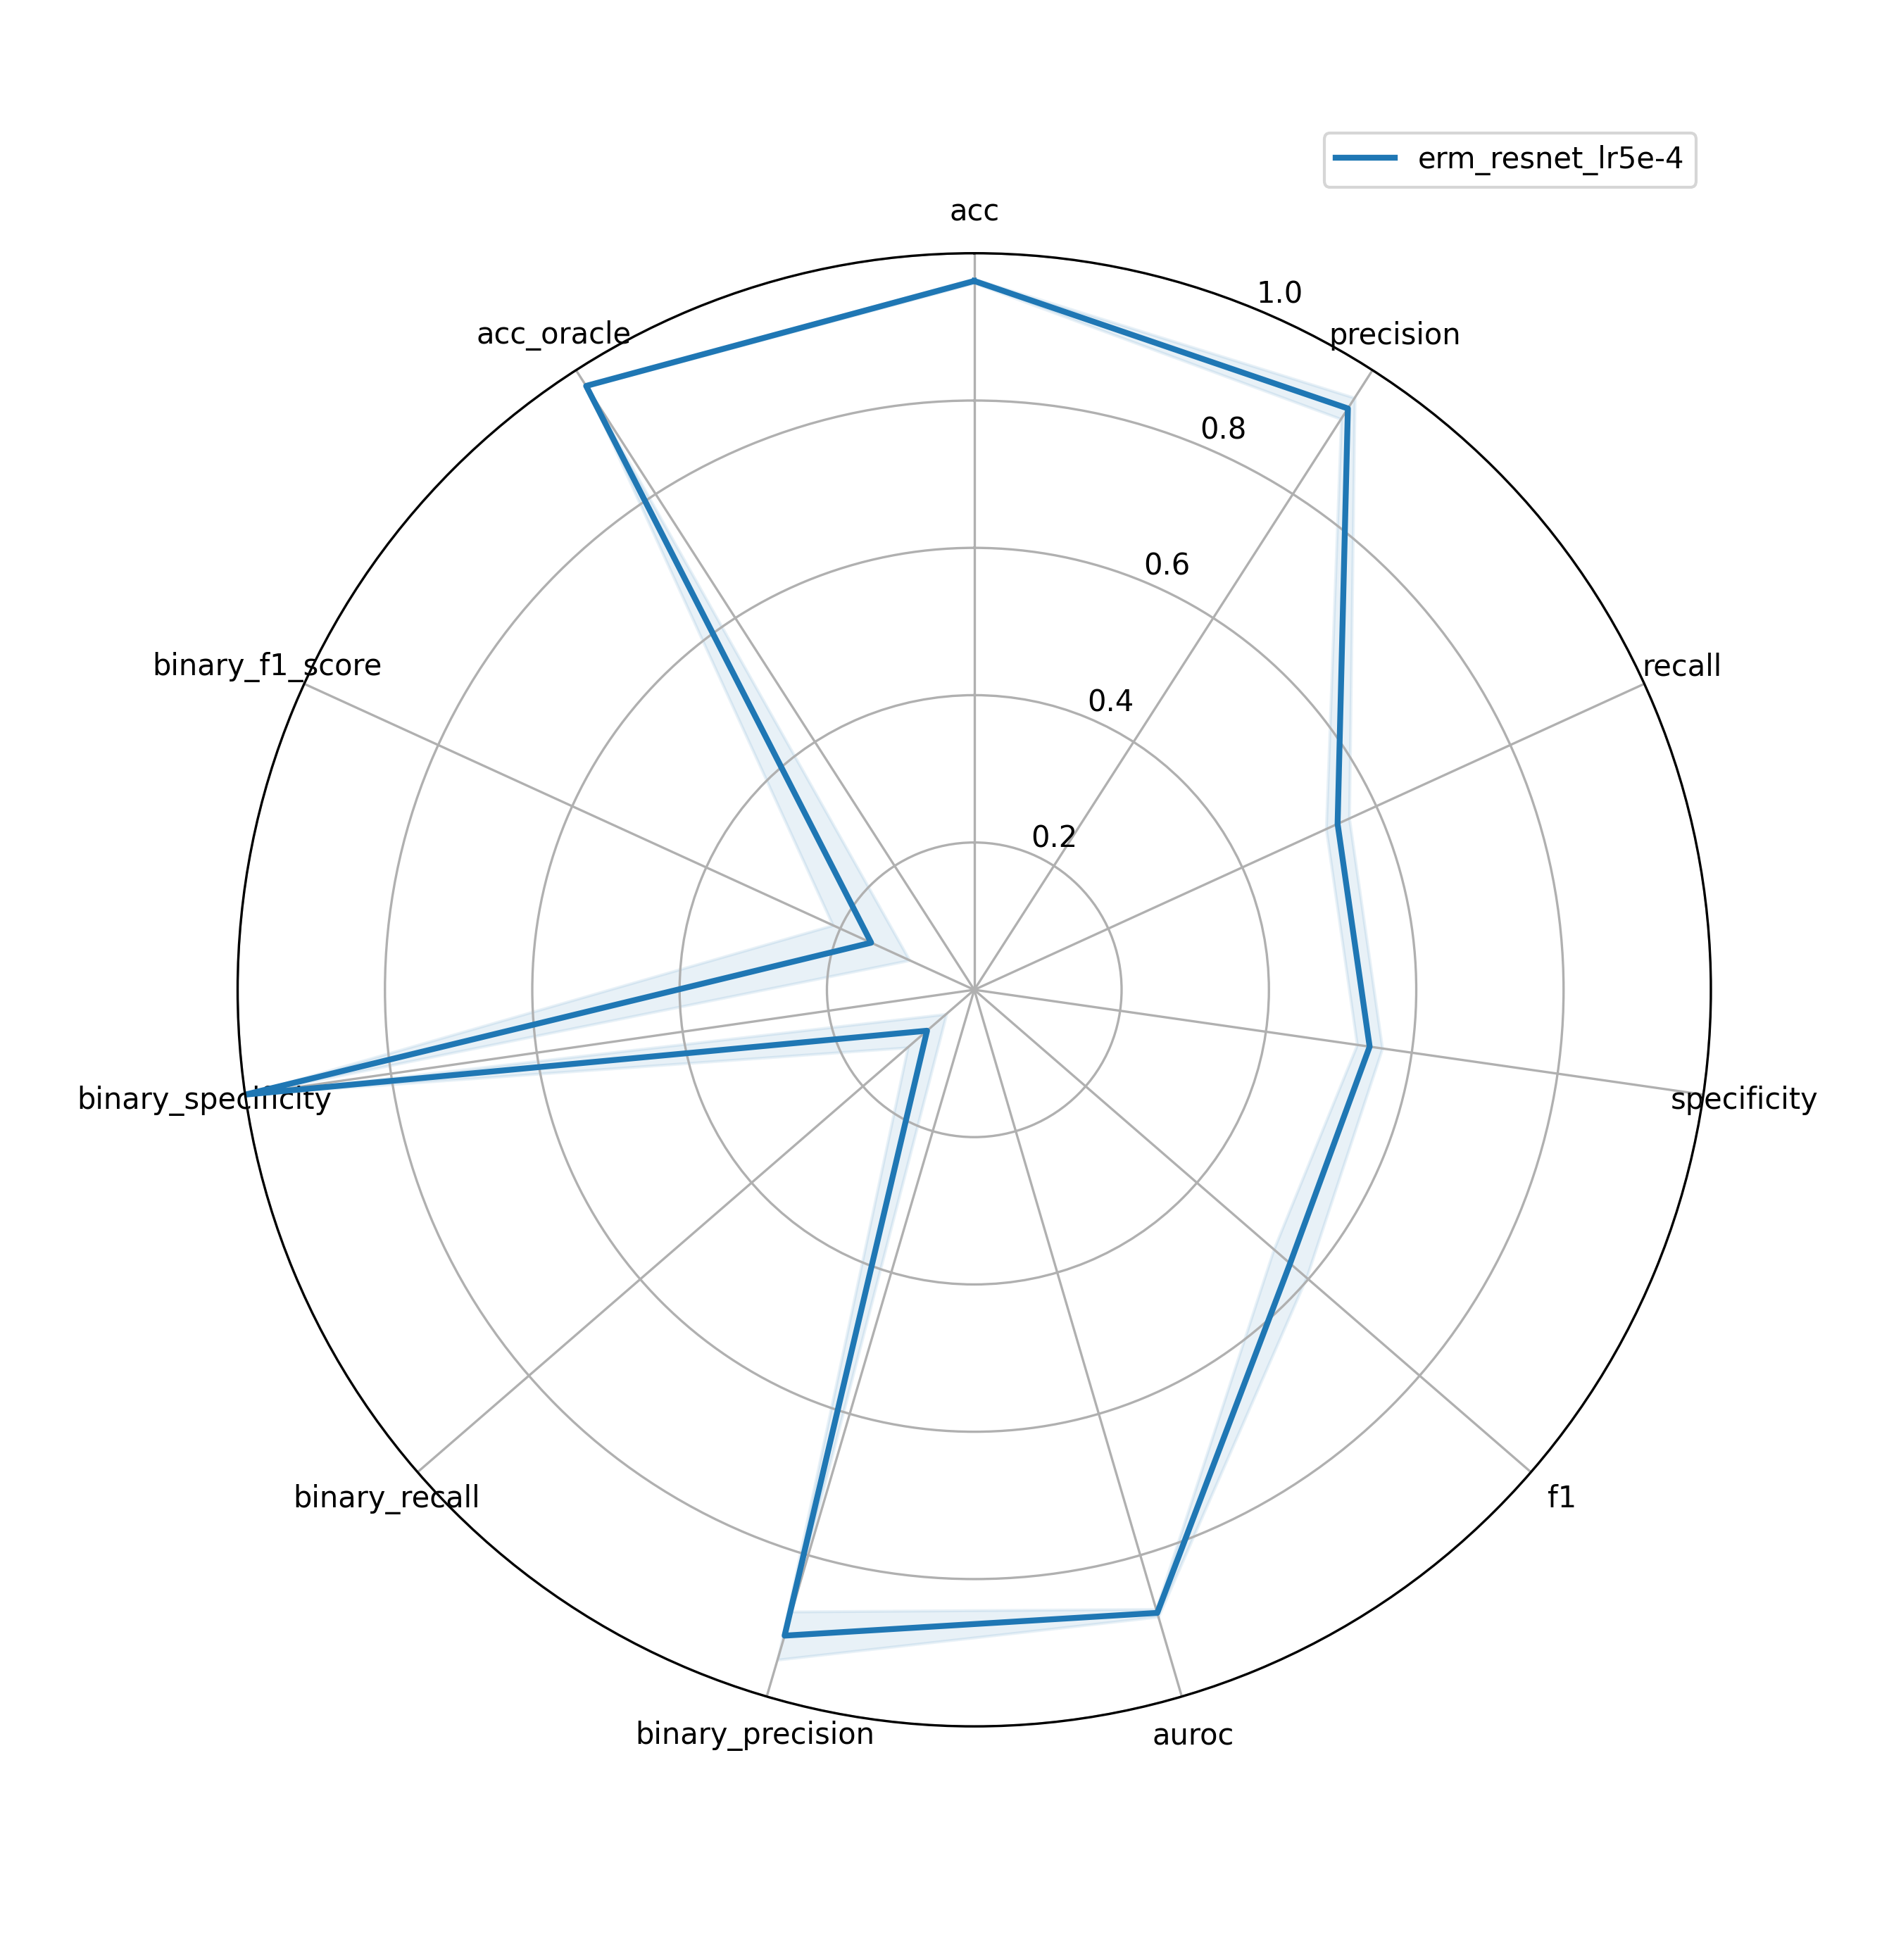 erm_resnet_lr5e-4
acc
1.0
acc_oracle
precision
0.8
0.6
binary_f1_score
recall
0.4
0.2
binary_specificity
specificity
binary_recall
f1
binary_precision
auroc